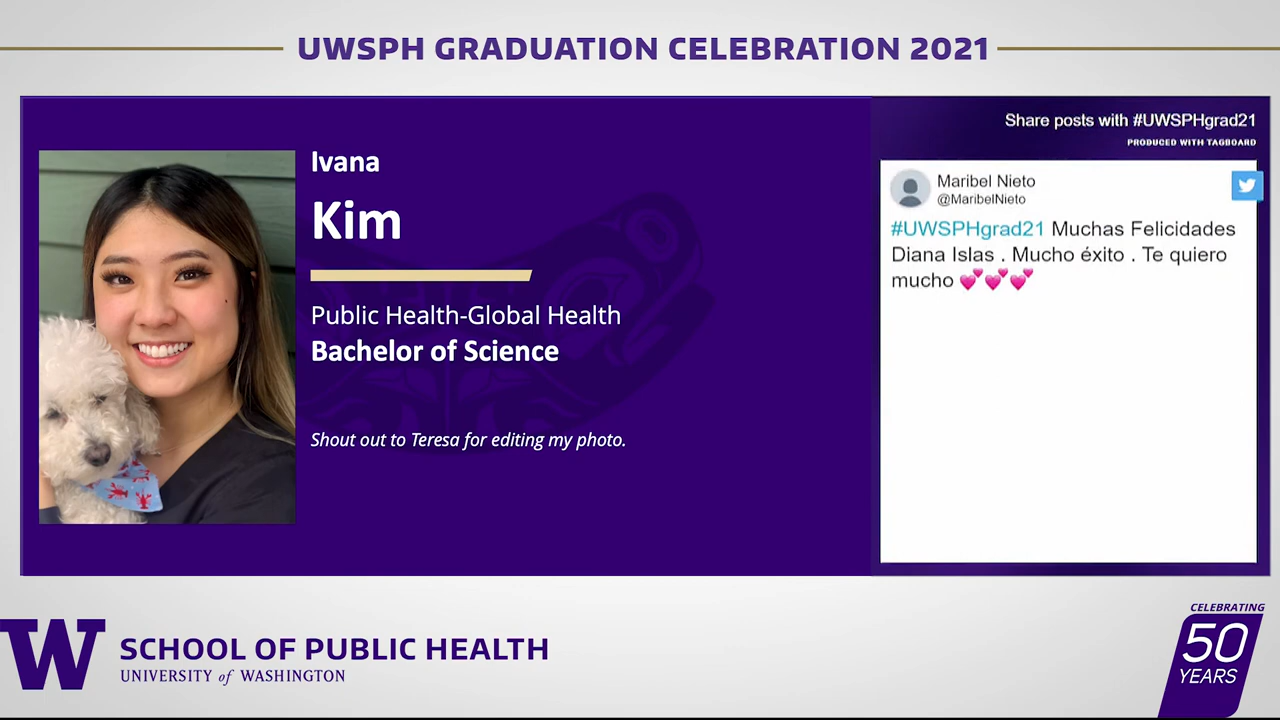 UWSPH GRADUATION CELEBRATION 2021
Ivana
Kim
Public Health-Global Health
Bachelor of Science
Shout out to Teresa for editing my photo.
Share posts with #UWSPHgrad21
PRODUCED WITH TAGBOARD
Maribel Nieto
@MaribelNieto
#UWSPHgrad21 Muchas Felicidades
Diana Islas . Mucho éxito . Te quiero
mucho 💕💕💕
W
SCHOOL OF PUBLIC HEALTH
UNIVERSITY of WASHINGTON
CELEBRATING
50
YEARS